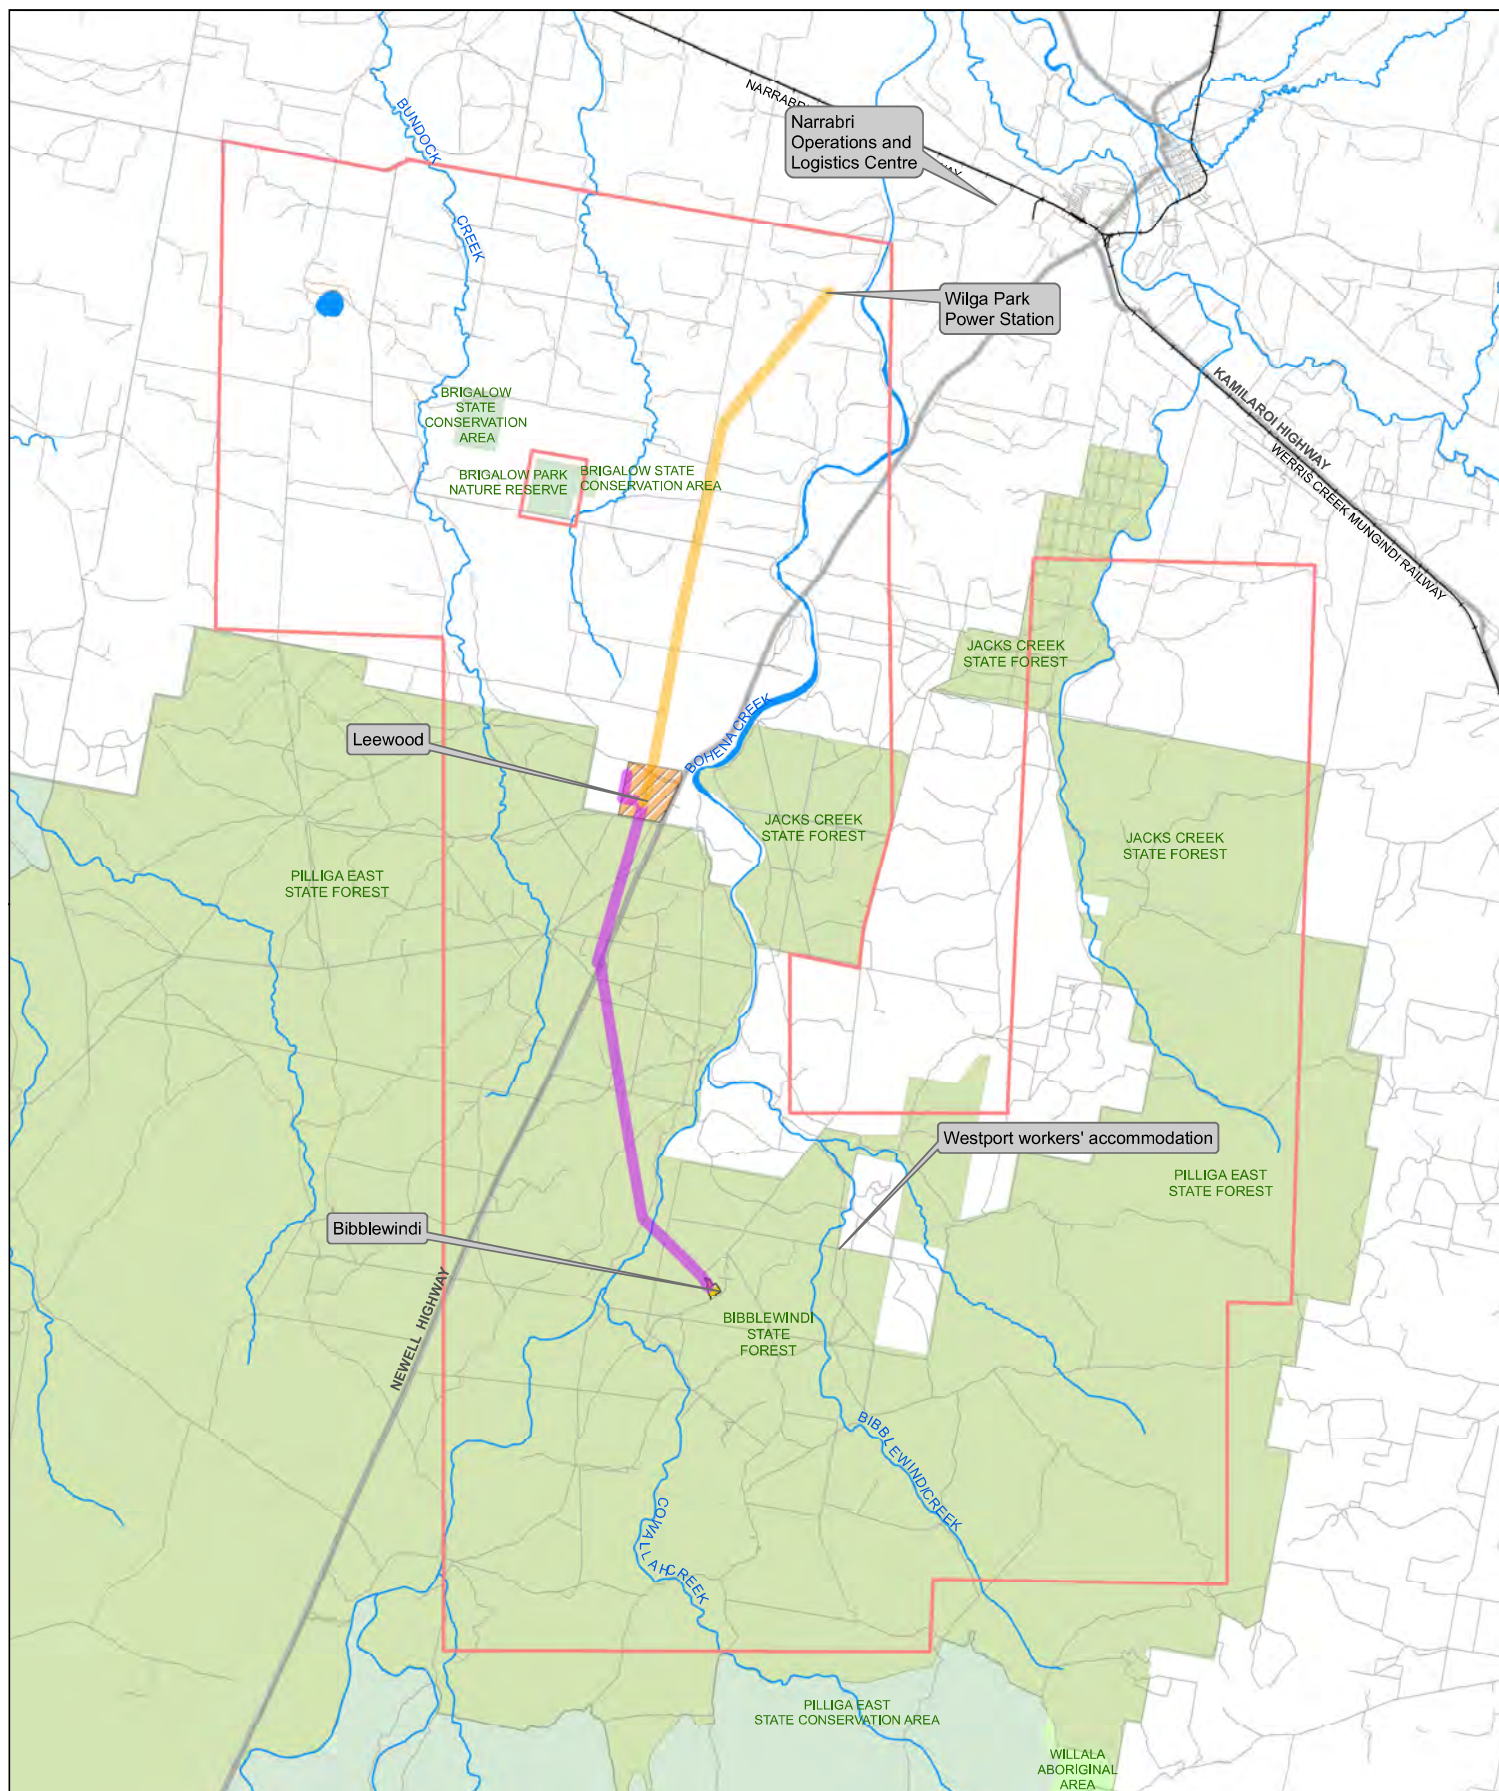 NARRABRI
WAY
Narrabri
Operations and
Logistics Centre
BUNDOCK
CREEK
Wilga Park
Power Station
KAMILAROI HIGHWAY
WERRIS CREEK MUNGINDI RAILWAY
BRIGALOW
STATE
CONSERVATION
AREA
BRIGALOW PARK
NATURE RESERVE
BRIGALOW STATE
CONSERVATION AREA
JACKS CREEK
STATE FOREST
Leewood
BOHENA CREEK
JACKS CREEK
STATE FOREST
JACKS CREEK
STATE FOREST
PILLIGA EAST
STATE FOREST
Westport workers' accommodation
PILLIGA EAST
STATE FOREST
Bibblewindi
NEWELL HIGHWAY
BIBBLEWINDI
STATE
FOREST
BIBBLEWINDI CREEK
COWALLAH CREEK
PILLIGA EAST
STATE CONSERVATION AREA
WILLALA
ABORIGINAL
AREA